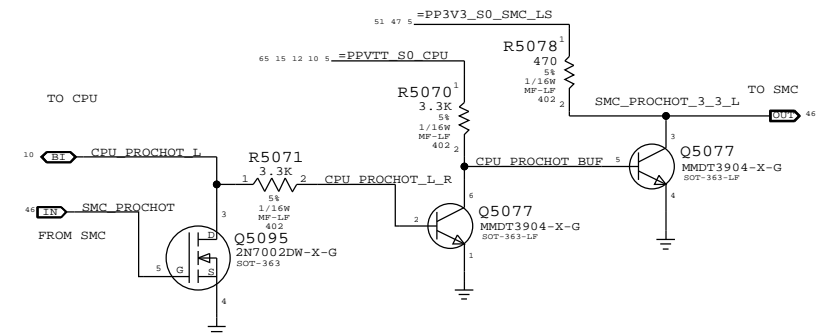 51 47 5 =PP3V3_S0_SMC_LS
1
R5078
470
5%
1/16W
MF-LF
402
2
65 15 12 10 5 =PPVTT_S0_CPU
1
R5070
3.3K
5%
1/16W
MF-LF
402
2
TO CPU
TO SMC
SMC_PROCHOT_3_3_L
OUT 46
10 BI CPU_PROCHOT_L
R5071
3.3K
1 2
5%
1/16W
MF-LF
402
CPU_PROCHOT_L_R
CPU_PROCHOT_BUF
3
5
Q5077
MMDT3904-X-G
SOT-363-LF
4
46 IN SMC_PROCHOT
FROM SMC
3
D
Q5095
2N7002DW-X-G
SOT-363
5 G S
4
6
2
Q5077
MMDT3904-X-G
SOT-363-LF
1